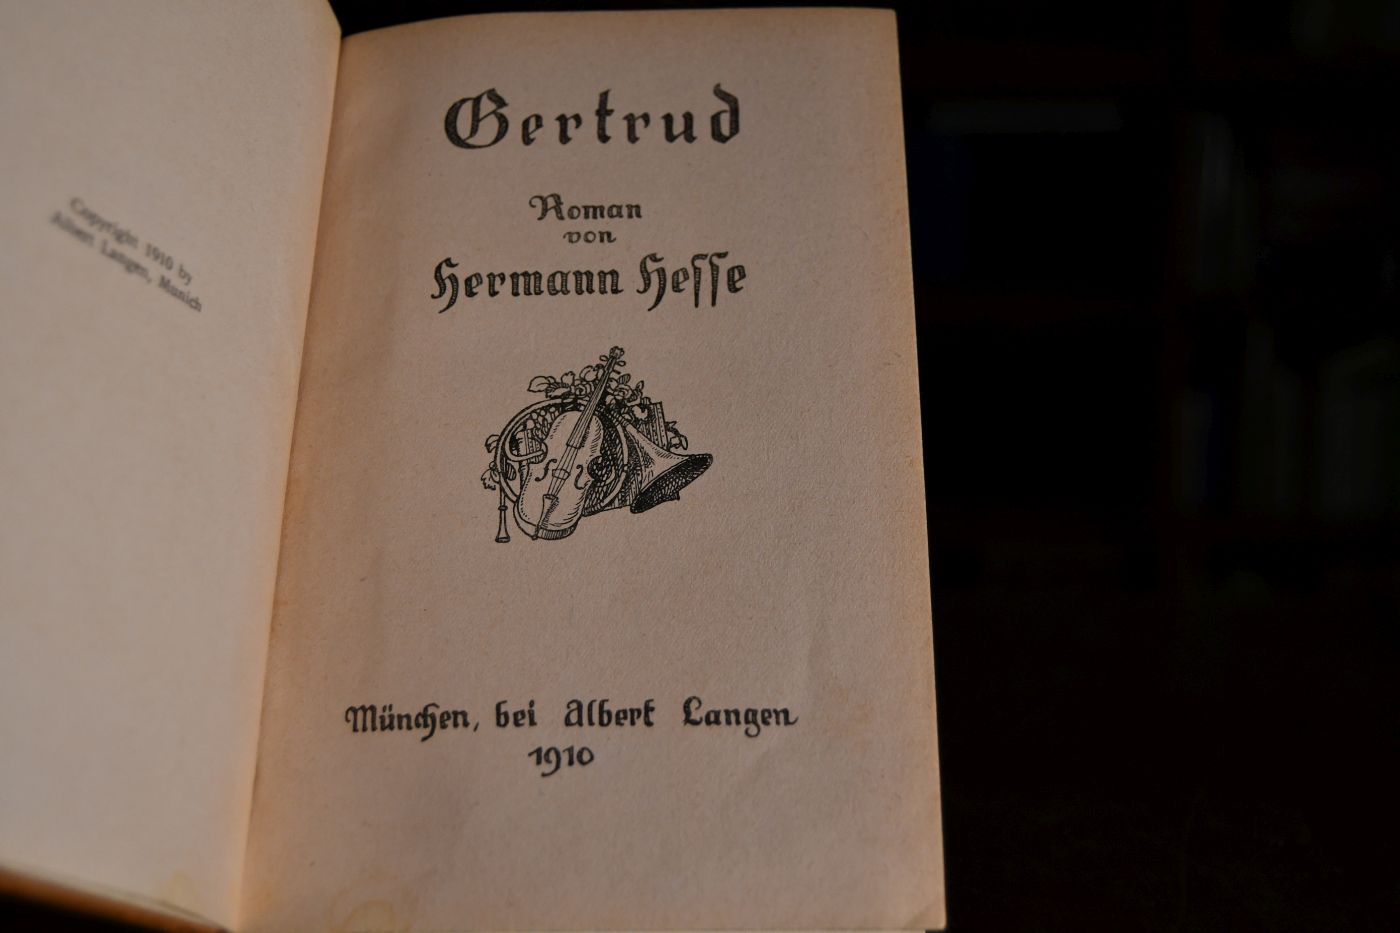 Copyright 1910 by
Albert Langen, Munich
Gertrud
Roman
von
Hermann Hesse
München, bei Albert Langen
1910